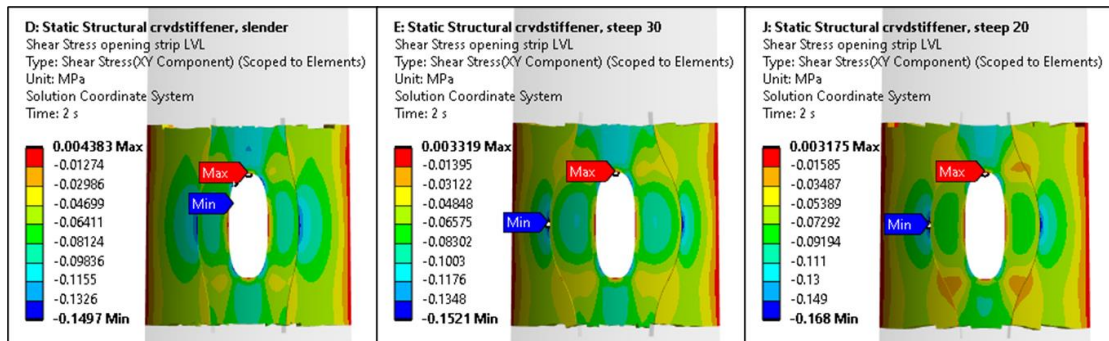 D: Static Structural crvdstiffener, slender
Shear Stress opening strip LVL
Type: Shear Stress(XY Component) (Scoped to Elements)
Unit: MPa
Solution Coordinate System
Time: 2 s
0.004383 Max
-0.01274
-0.02986
-0.04699
-0.06411
-0.08124
-0.09836
-0.1155
-0.1326
-0.1497 Min
Max
Min
E: Static Structural crvdstiffener, steep 30
Shear Stress opening strip LVL
Type: Shear Stress(XY Component) (Scoped to Elements)
Unit: MPa
Solution Coordinate System
Time: 2 s
0.003319 Max
-0.01395
-0.03122
-0.04848
-0.06575
-0.08302
-0.1003
-0.1176
-0.1348
-0.1521 Min
Max
Min
J: Static Structural crvdstiffener, steep 20
Shear Stress opening strip LVL
Type: Shear Stress(XY Component) (Scoped to Elements)
Unit: MPa
Solution Coordinate System
Time: 2 s
0.003175 Max
-0.01585
-0.03487
-0.05389
-0.07292
-0.09194
-0.111
-0.13
-0.149
-0.168 Min
Max
Min